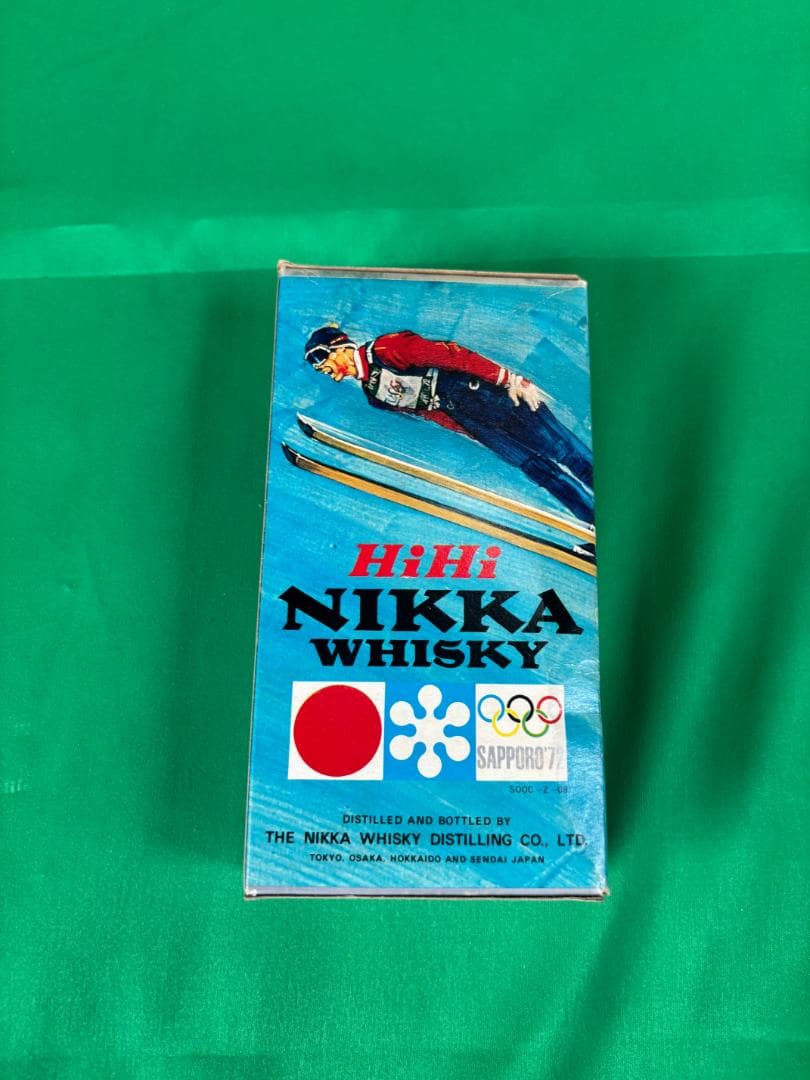 HiHi
NIKKA
WHISKY
SAPPORO'72
DISTILLED AND BOTTLED BY
THE NIKKA WHISKY DISTILLING CO., LTD.
TOKYO, OSAKA, HOKKAIDO AND SENDAI JAPAN